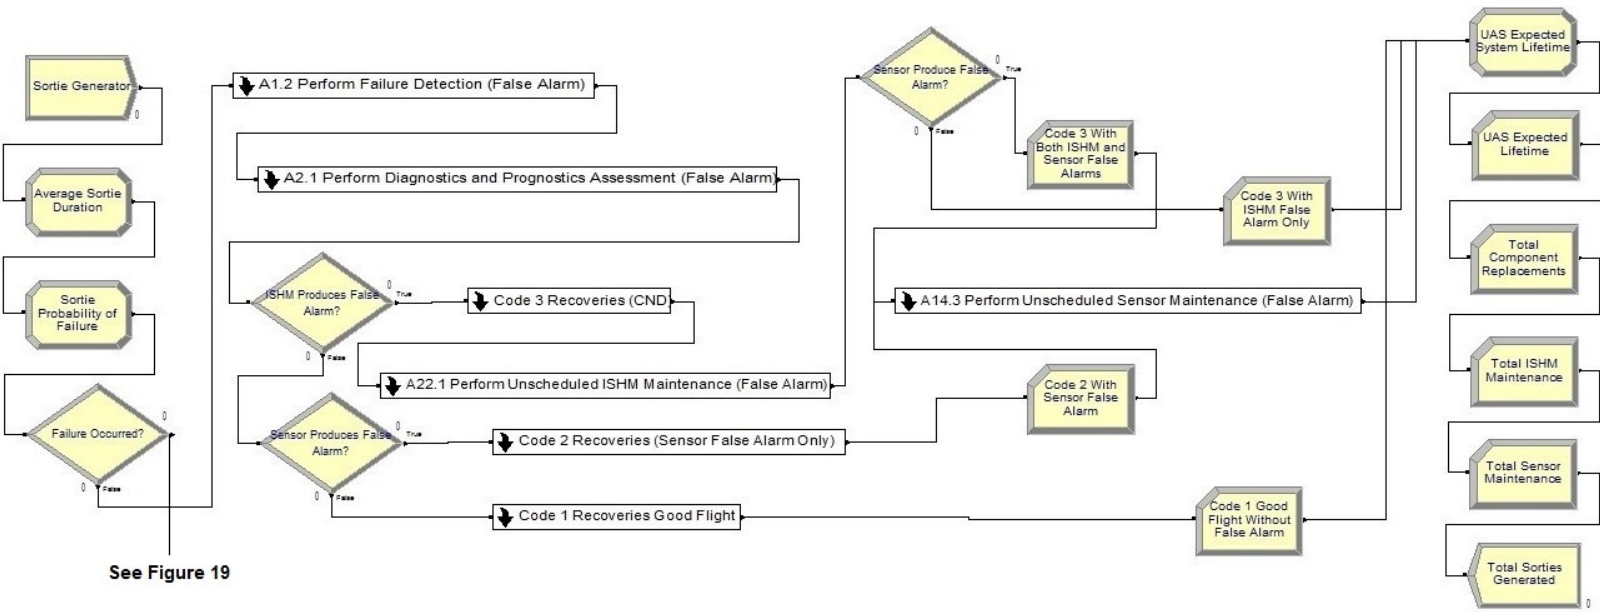 Sortie Generator
0
Average Sortie
Duration
Sortie
Probability of
Failure
Failure Occurred?
0
0
False
See Figure 19
A1.2 Perform Failure Detection (False Alarm)
A2.1 Perform Diagnostics and Prognostics Assessment (False Alarm)
ISHM Produces False
Alarm?
0
True
0
False
Code 3 Recoveries (CND)
A22.1 Perform Unscheduled ISHM Maintenance (False Alarm)
Sensor Produces False
Alarm?
0
True
0
False
Code 2 Recoveries (Sensor False Alarm Only)
Code 1 Recoveries Good Flight
Sensor Produce False
Alarm?
0
True
0
False
Code 3 With
Both ISHM and
Sensor False
Alarms
Code 3 With
ISHM False
Alarm Only
A14.3 Perform Unscheduled Sensor Maintenance (False Alarm)
Code 2 With
Sensor False
Alarm
Code 1 Good
Flight Without
False Alarm
UAS Expected
System Lifetime
UAS Expected
Lifetime
Total
Component
Replacements
Total ISHM
Maintenance
Total Sensor
Maintenance
Total Sorties
Generated
0